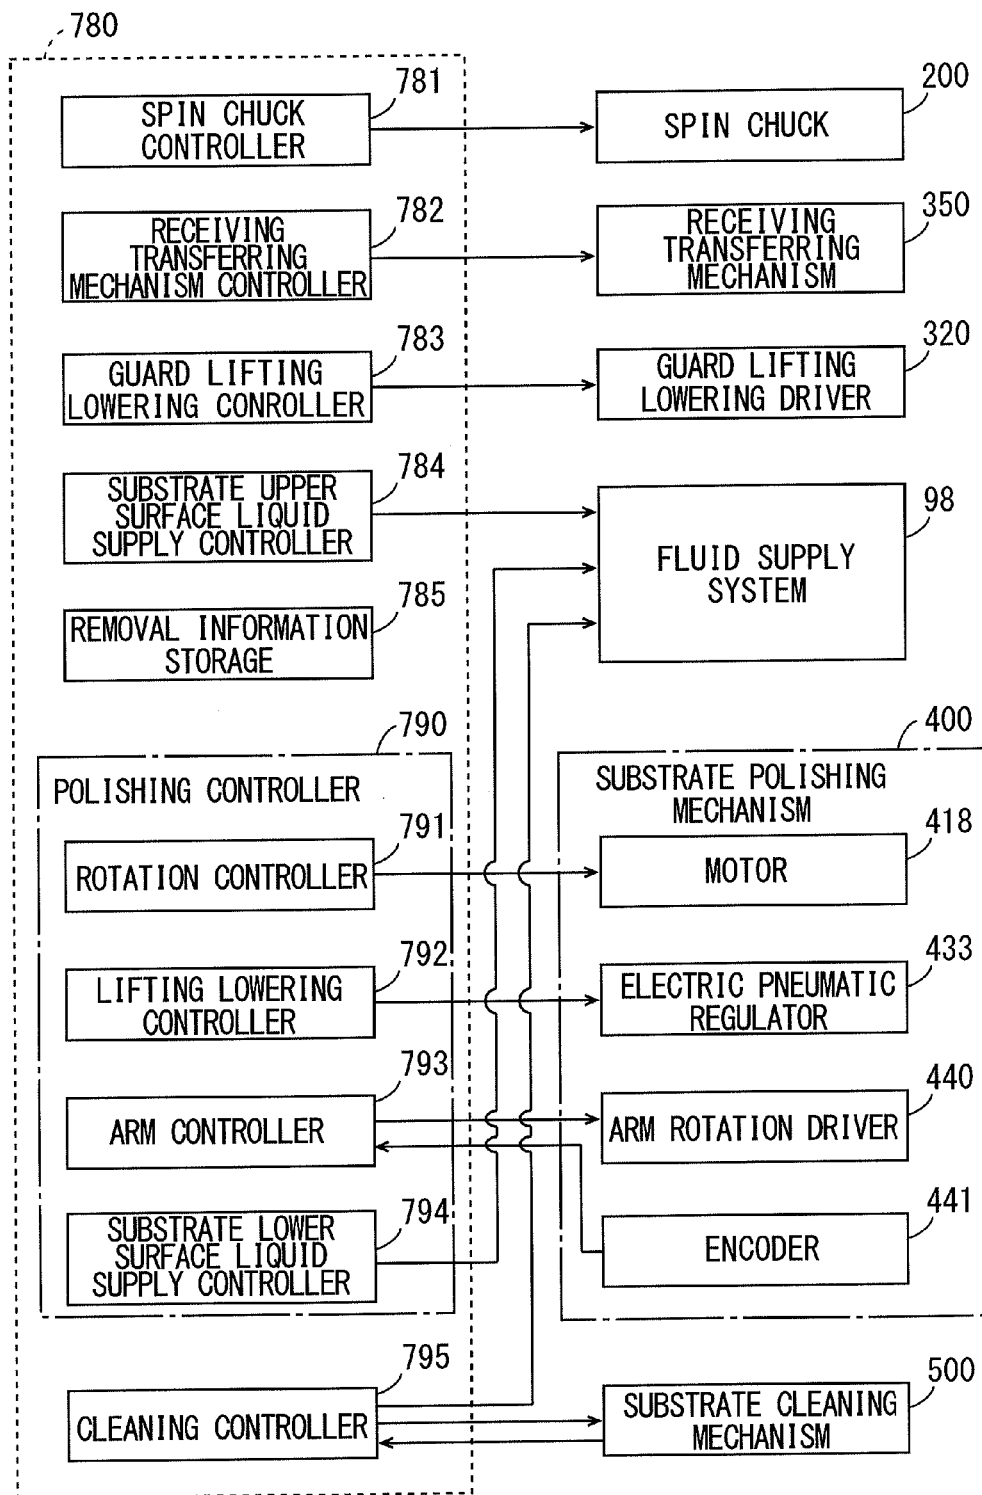 780
781
SPIN CHUCK
CONTROLLER
200
SPIN CHUCK
782
RECEIVING
TRANSFERRING
MECHANISM CONTROLLER
350
RECEIVING
TRANSFERRING
MECHANISM
783
GUARD LIFTING
LOWERING CONROLLER
320
GUARD LIFTING
LOWERING DRIVER
784
SUBSTRATE UPPER
SURFACE LIQUID
SUPPLY CONTROLLER
98
FLUID SUPPLY
SYSTEM
785
REMOVAL INFORMATION
STORAGE
790
POLISHING CONTROLLER
400
SUBSTRATE POLISHING
MECHANISM
791
ROTATION CONTROLLER
418
MOTOR
792
LIFTING LOWERING
CONTROLLER
433
ELECTRIC PNEUMATIC
REGULATOR
793
ARM CONTROLLER
440
ARM ROTATION DRIVER
794
SUBSTRATE LOWER
SURFACE LIQUID
SUPPLY CONTROLLER
441
ENCODER
795
CLEANING CONTROLLER
500
SUBSTRATE CLEANING
MECHANISM